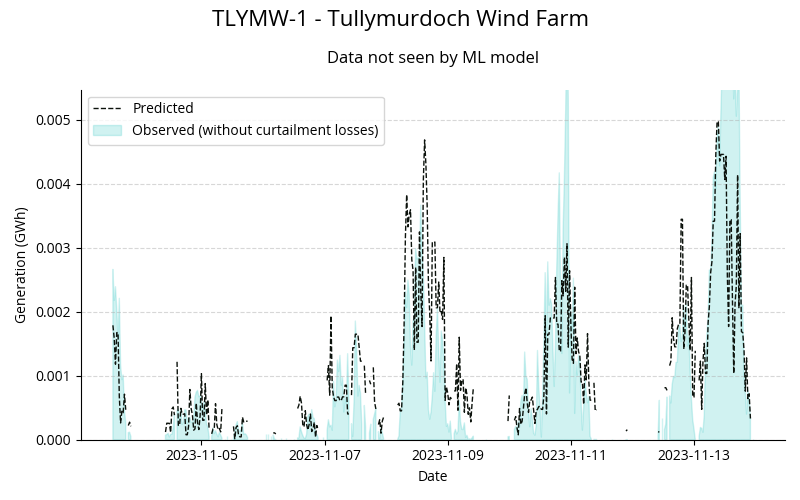 TLYMW-1 - Tullymurdoch Wind Farm
Data not seen by ML model
Predicted
Observed (without curtailment losses)
Generation (GWh)
0.005
0.004
0.003
0.002
0.001
0.000
2023-11-05
2023-11-07
2023-11-09
2023-11-11
2023-11-13
Date